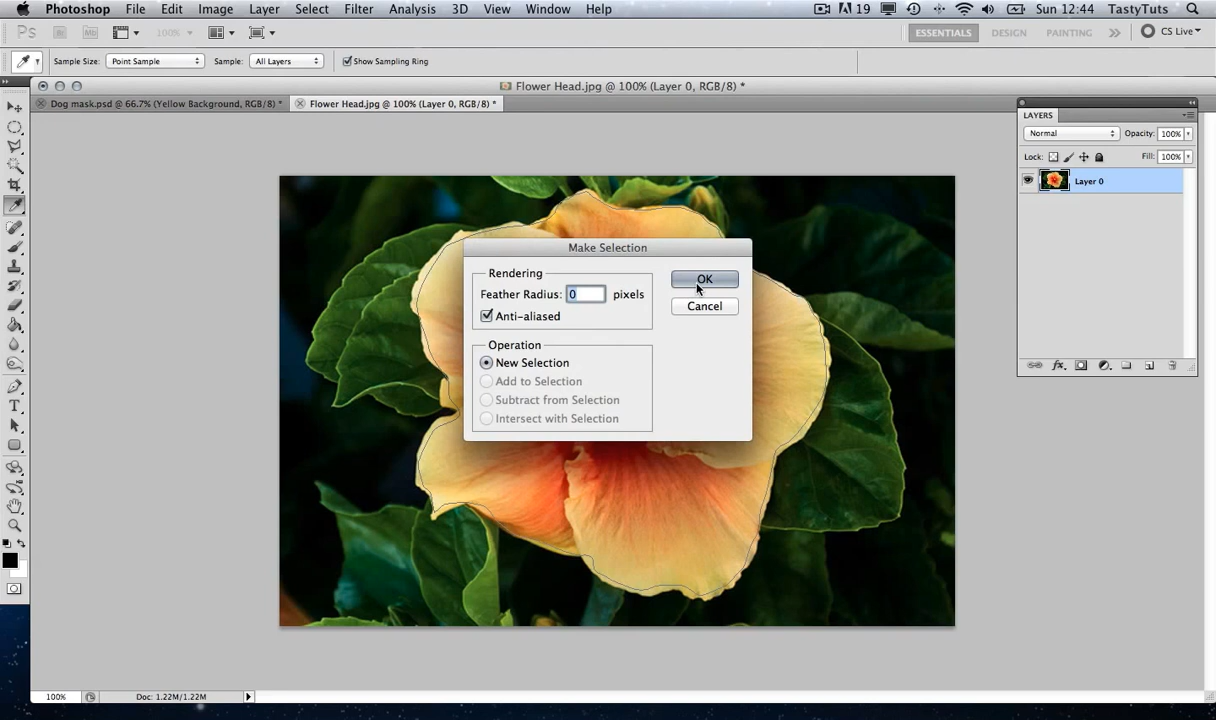 Photoshop File Edit Image Layer Select Filter Analysis 3D View Window Help 19 Sun 12:44 TastyTuts
Ps Br Mb 100% ESSENTIALS DESIGN PAINTING CS Live
Sample Size: Point Sample Sample: All Layers Show Sampling Ring
Flower Head.jpg @ 100% (Layer 0, RGB/8) *
Dog mask.psd @ 66.7% (Yellow Background, RGB/8) * Flower Head.jpg @ 100% (Layer 0, RGB/8) *
LAYERS
Normal Opacity: 100%
Lock: Fill: 100%
Layer 0
Make Selection
Rendering
Feather Radius: 0 pixels
Anti-aliased
OK
Cancel
Operation
New Selection
Add to Selection
Subtract from Selection
Intersect with Selection
100% Doc: 1.22M/1.22M